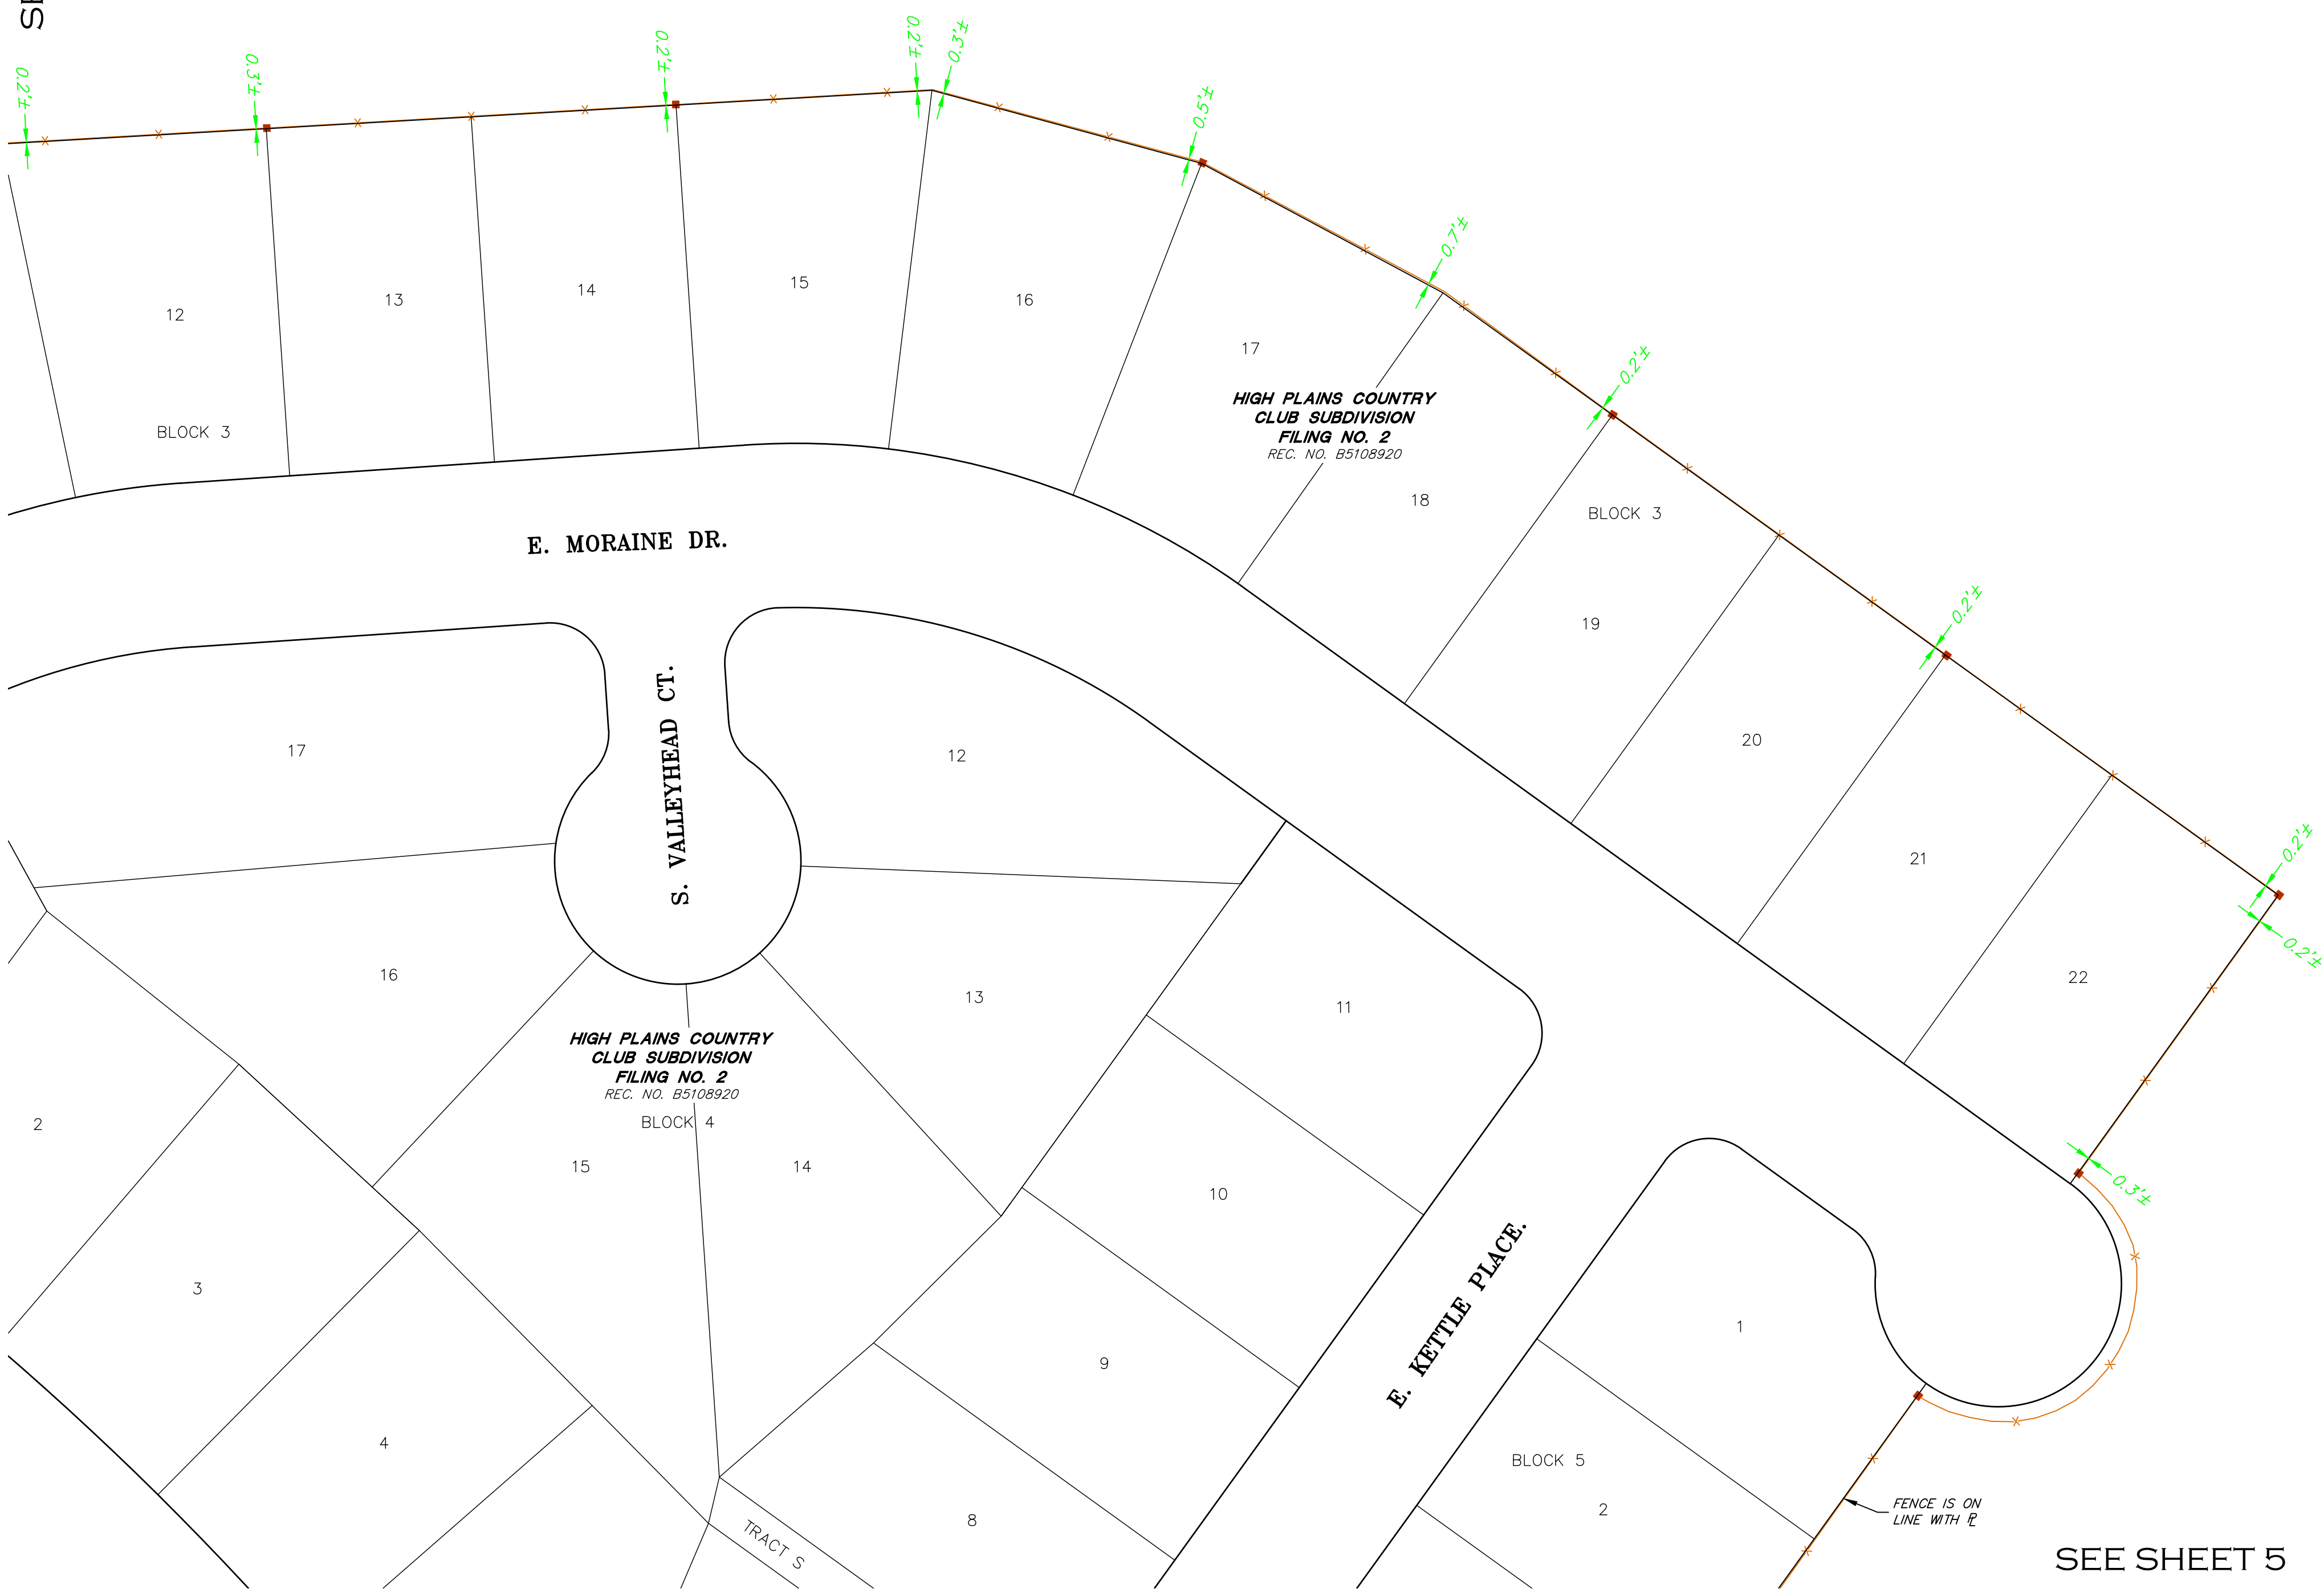 SE
0.2'±
0.3'±
0.2'±
0.2'±
0.3'±
0.5'±
0.7'±
0.2'±
0.2'±
0.2'±
0.2'±
0.3'±
12
13
14
15
16
17
18
19
20
21
22
BLOCK 3
HIGH PLAINS COUNTRY
CLUB SUBDIVISION
FILING NO. 2
REC. NO. B5108920
BLOCK 3
E. MORAINE DR.
S. VALLEYHEAD CT.
17
12
16
13
11
HIGH PLAINS COUNTRY
CLUB SUBDIVISION
FILING NO. 2
REC. NO. B5108920
BLOCK 4
15
14
10
2
3
4
9
8
TRACT S
E. KETTLE PLACE.
1
BLOCK 5
2
FENCE IS ON
LINE WITH ⅊
SEE SHEET 5